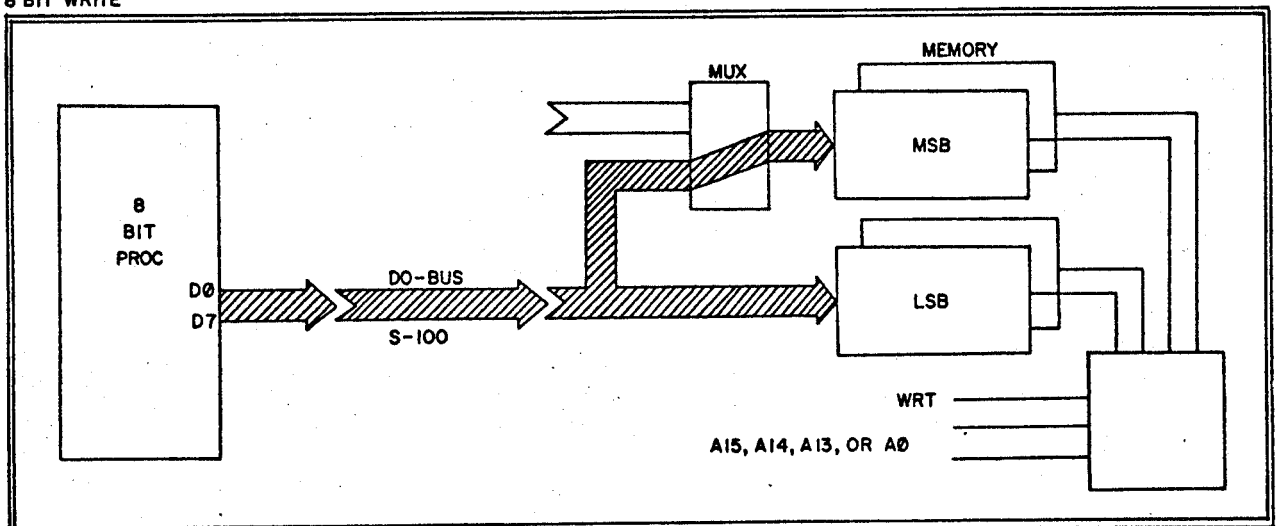 8 BIT WRITE
MEMORY
MUX
MSB
8
BIT
PROC
DO-BUS
LSB
DØ
D7
S-100
WRT
A15, A14, A13, OR AØ